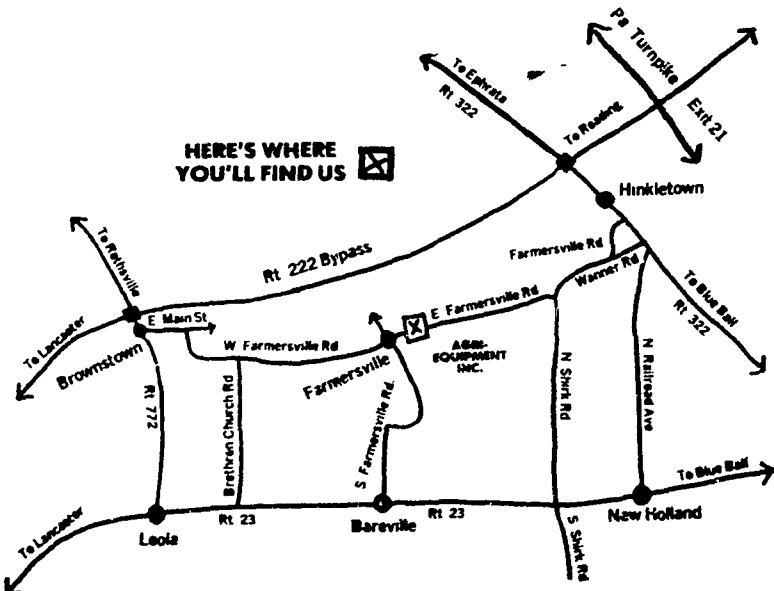 Pa Turnpike
Exit 21
To Ephrata
Rt 322
To Reading
HERE'S WHERE
YOU'LL FIND US
Hinkletown
To Rothsville
Rt 222 Bypass
Farmersville Rd
Wanner Rd
To Blue Ball
Rt 322
E Main St
E Farmersville Rd
To Lancaster
Brownstown
W Farmersville Rd
Farmersville
EQUIPMENT
INC.
Rt 772
Brethren Church Rd
S Farmersville Rd.
N Shirk Rd
N Railroad Ave
To Blue Ball
To Lancaster
Leola
Rt 23
Bareville
Rt 23
New Holland
S Shirk Rd